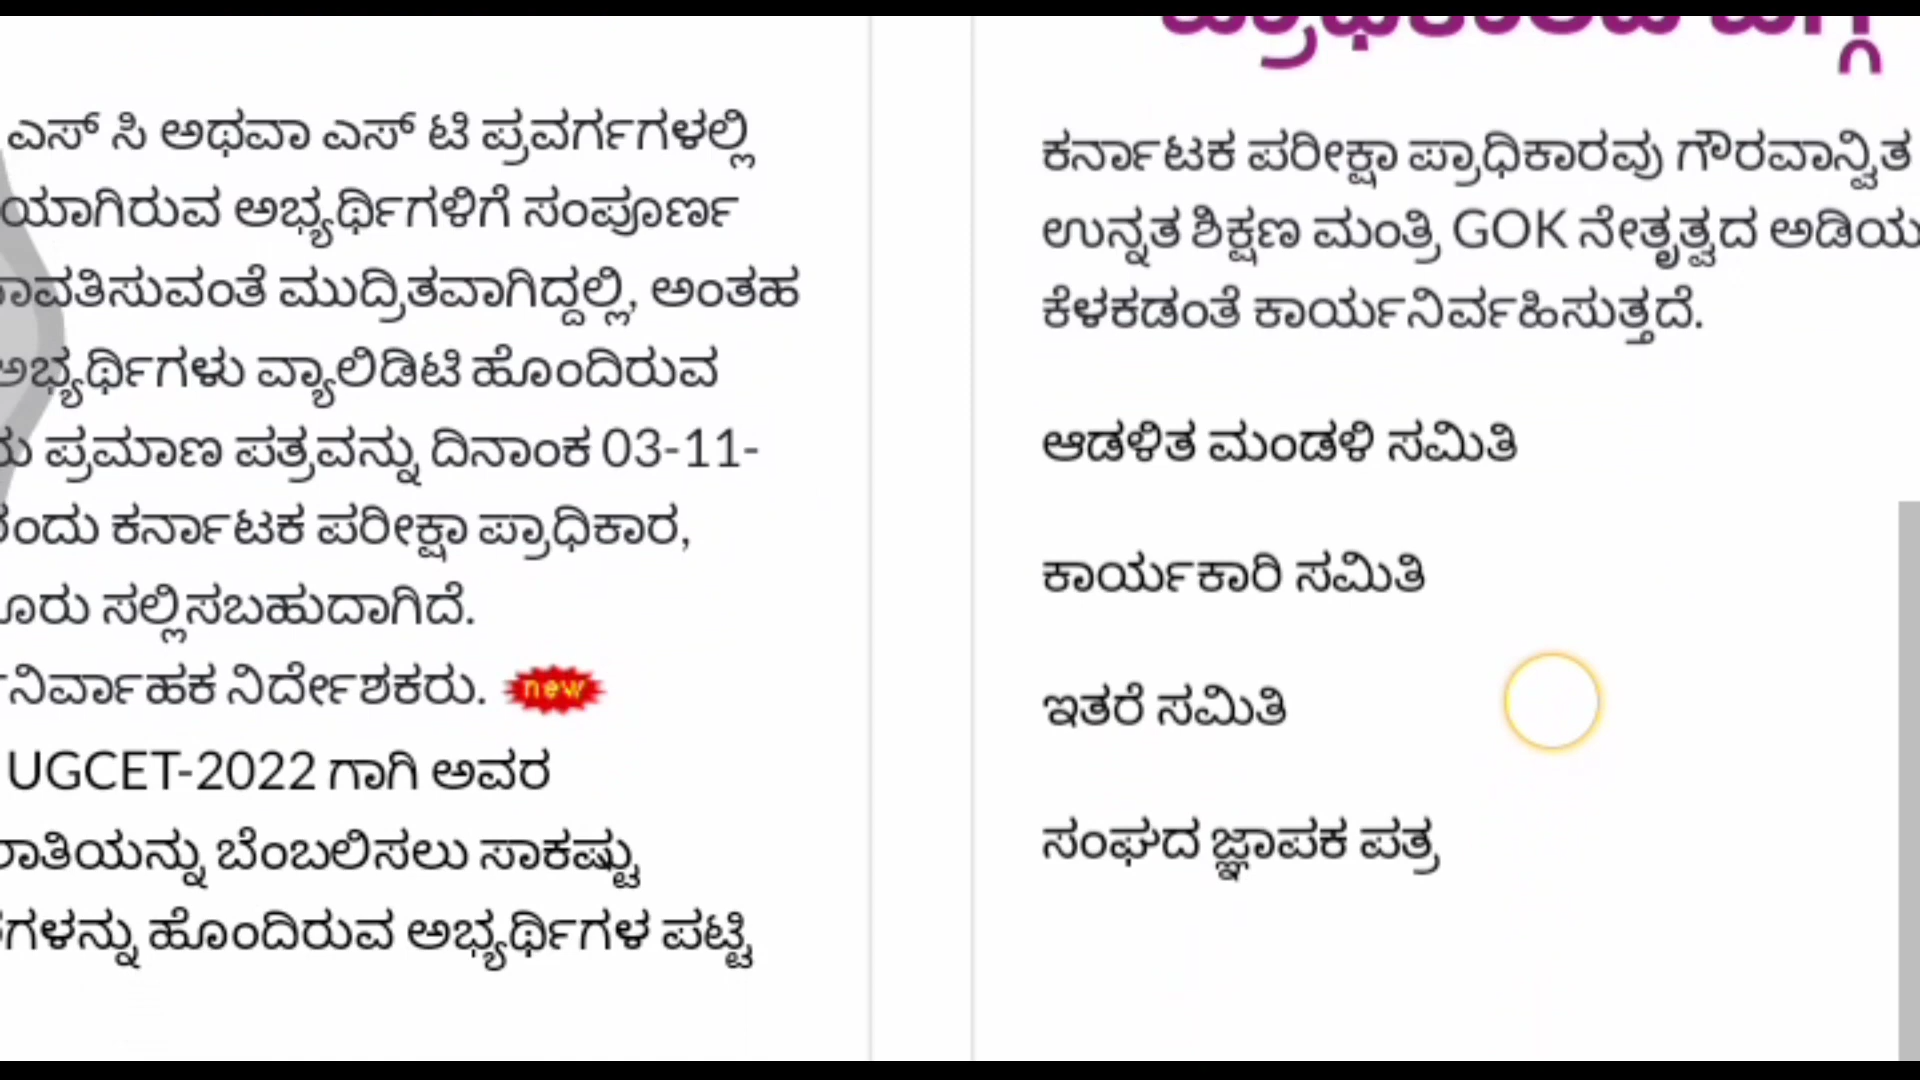 ಎಸ್ ಸಿ ಅಥವಾ ಎಸ್ ಟಿ ಪ್ರವರ್ಗಗಳಲ್ಲಿ
ಯಾಗಿರುವ ಅಭ್ಯರ್ಥಿಗಳಿಗೆ ಸಂಪೂರ್ಣ
ಾವತಿಸುವಂತೆ ಮುದ್ರಿತವಾಗಿದ್ದಲ್ಲಿ, ಅಂತಹ
ಅಭ್ಯರ್ಥಿಗಳು ವ್ಯಾಲಿಡಿಟಿ ಹೊಂದಿರುವ
ಪ್ರಮಾಣ ಪತ್ರವನ್ನು ದಿನಾಂಕ 03-11-
ರಂದು ಕರ್ನಾಟಕ ಪರೀಕ್ಷಾ ಪ್ರಾಧಿಕಾರ,
ೂರು ಸಲ್ಲಿಸಬಹುದಾಗಿದೆ.
ನಿರ್ವಾಹಕ ನಿರ್ದೇಶಕರು. new
UGCET-2022 ಗಾಗಿ ಅವರ
ರಾತಿಯನ್ನು ಬೆಂಬಲಿಸಲು ಸಾಕಷ್ಟು
ಗಳನ್ನು ಹೊಂದಿರುವ ಅಭ್ಯರ್ಥಿಗಳ ಪಟ್ಟಿ
ಕರ್ನಾಟಕ ಪರೀಕ್ಷಾ ಪ್ರಾಧಿಕಾರವು ಗೌರವಾನ್ವಿತ
ಉನ್ನತ ಶಿಕ್ಷಣ ಮಂತ್ರಿ GOK ನೇತೃತ್ವದ ಅಡಿಯ
ಕೆಳಕಡಂತೆ ಕಾರ್ಯನಿರ್ವಹಿಸುತ್ತದೆ.
ಆಡಳಿತ ಮಂಡಳಿ ಸಮಿತಿ
ಕಾರ್ಯಕಾರಿ ಸಮಿತಿ
ಇತರೆ ಸಮಿತಿ
ಸಂಘದ ಜ್ಞಾಪಕ ಪತ್ರ